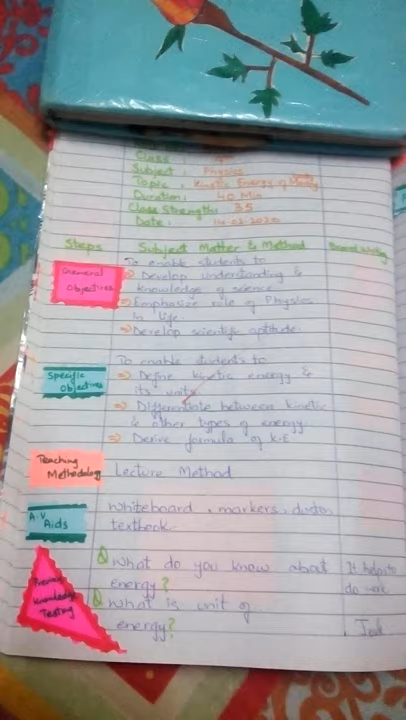 Class :
Subject : Physics
Topic : Kinetic Energy of
Duration: 40 Min
Class Strength: 35
Date : 14-02-2020
Steps Subject Matter & Method Board Writing
General Objectives
To enable students to
⇒ Develop understanding &
knowledge of science
⇒ Emphasize role of Physics
in life.
⇒ Develop scientific aptitude.
Specific Objectives
To enable students to
⇒ Define kinetic energy &
its units
⇒ Differentiate between kinetic
& other types of energy.
⇒ Derive formula of K.E
Teaching Methodology
Lecture Method
A.V Aids
Whiteboard , markers, duster
textbook
Previous Knowledge Testing
Q What do you know about
energy?
It helps to
do work
Q What is unit of
energy?